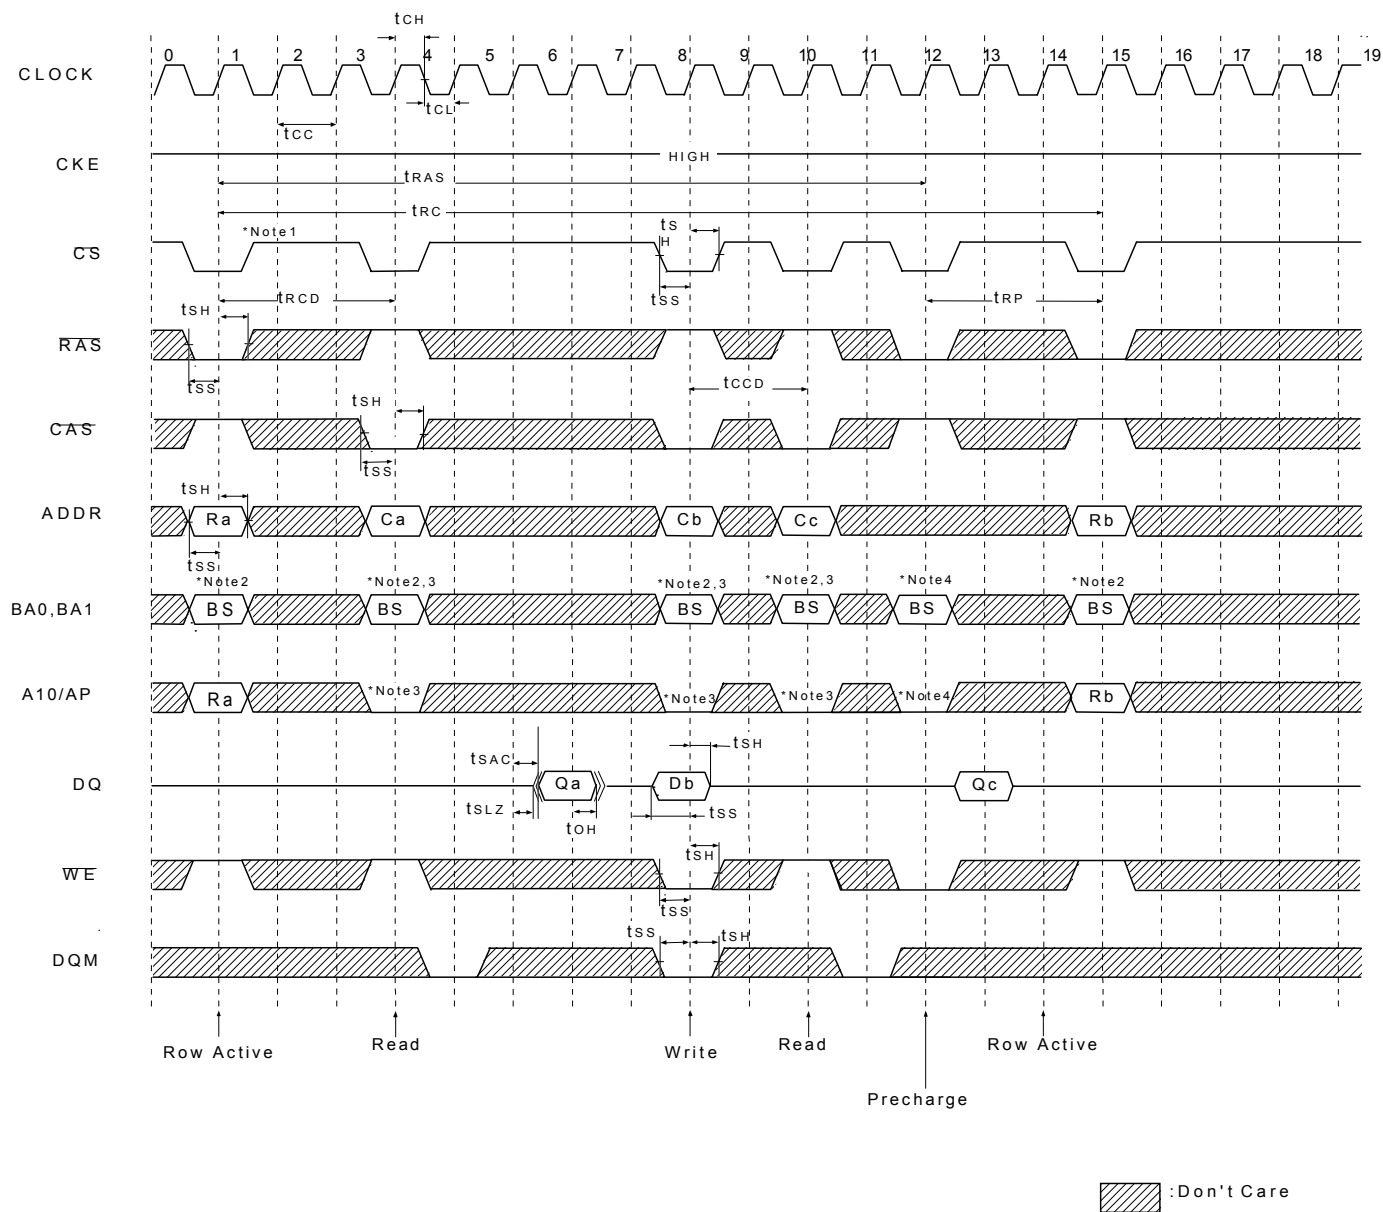 tCH
0 1 2 3 4 5 6 7 8 9 10 11 12 13 14 15 16 17 18 19
CLOCK
tCL
tCC
CKE
HIGH
tRAS
tRC
*Note1
tS
H
CS
tSS
tRCD
tRP
tSH
RAS
tSS
tCCD
tSH
CAS
tSS
tSH
ADDR
Ra Ca Cb Cc Rb
tSS
*Note2 *Note2,3 *Note2,3 *Note2,3 *Note4 *Note2
BA0,BA1
BS BS BS BS BS BS
A10/AP
Ra *Note3 *Note3 *Note3 *Note4 Rb
tSH
tSAC
DQ
Qa Db Qc
tSLZ
tOH
tSS
tSH
WE
tSS
tSS tSH
DQM
Row Active Read Write Read Row Active
Precharge
:Don't Care